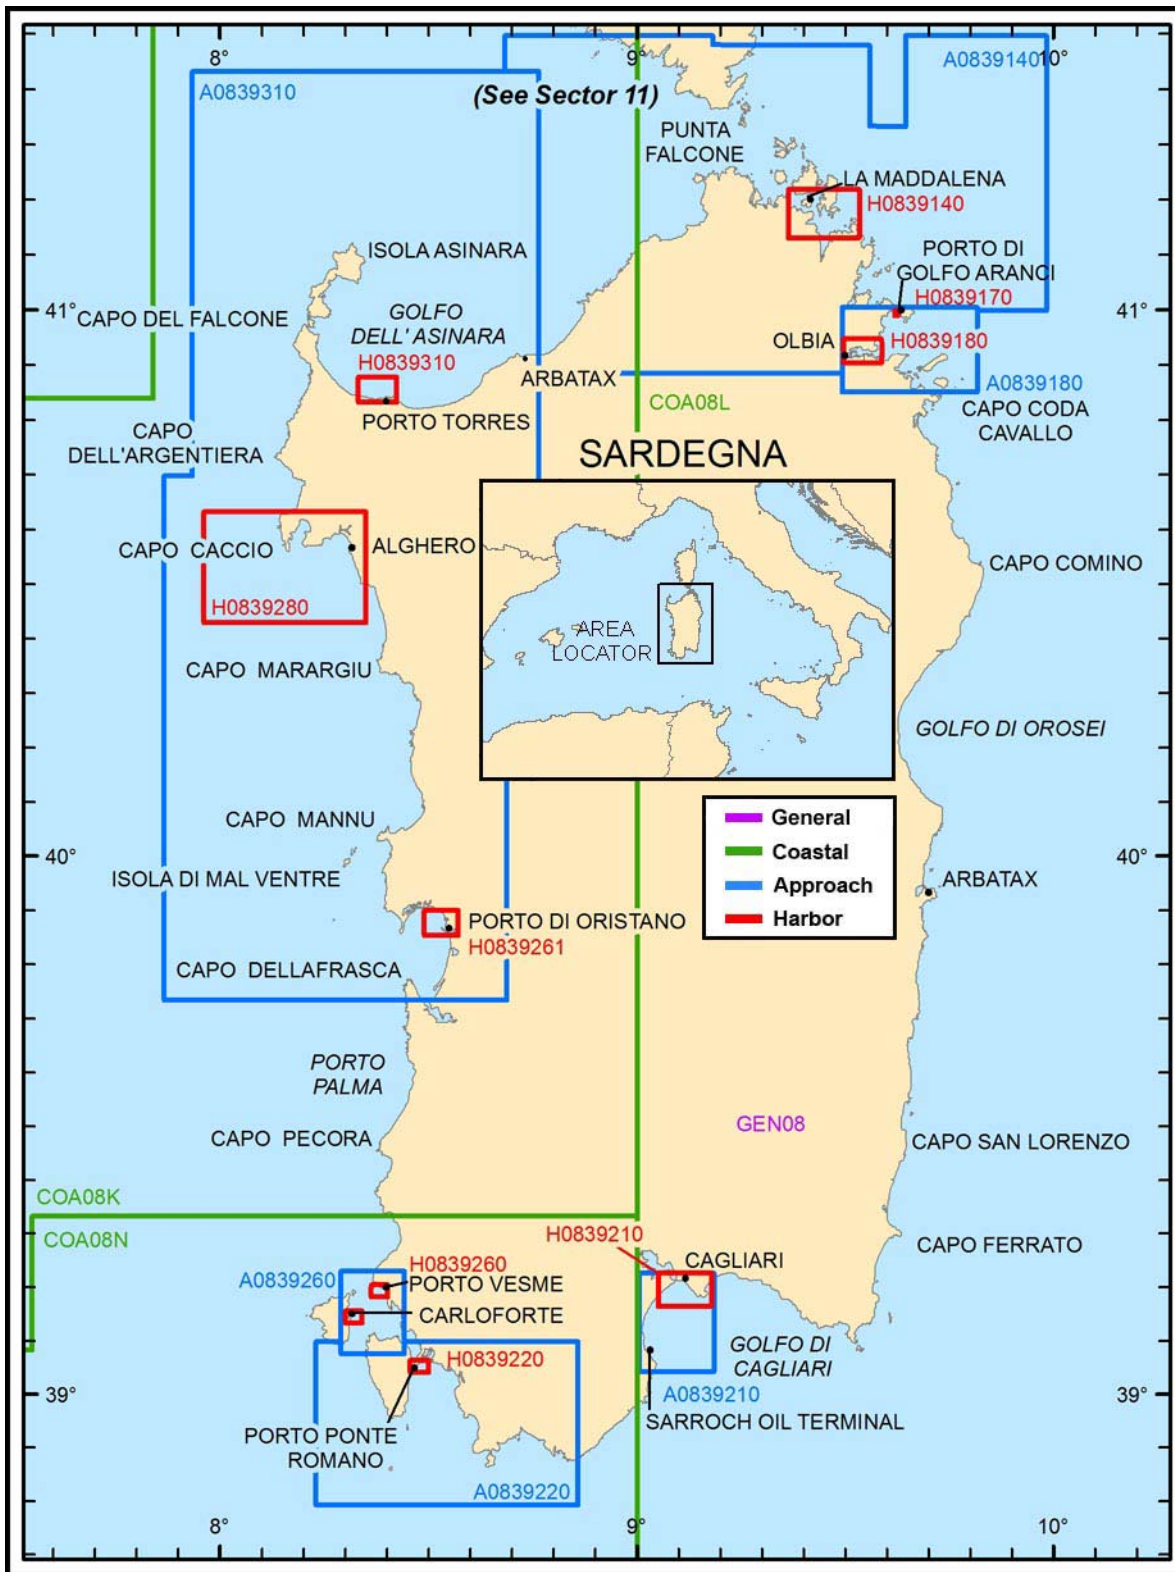 8°
9°
10°
A0839310
A0839140
(See Sector 11)
PUNTA
FALCONE
LA MADDALENA
H0839140
ISOLA ASINARA
PORTO DI
GOLFO ARANCI
H0839170
41°
41°
CAPO DEL FALCONE
GOLFO
DELL' ASINARA
OLBIA
H0839180
H0839310
ARBATAX
A0839180
COA08L
CAPO CODA
CAVALLO
PORTO TORRES
CAPO
DELL'ARGENTIERA
SARDEGNA
CAPO CACCIO
ALGHERO
CAPO COMINO
H0839280
AREA
LOCATOR
CAPO MARARGIU
GOLFO DI OROSEI
General
Coastal
Approach
Harbor
CAPO MANNU
40°
40°
ISOLA DI MAL VENTRE
ARBATAX
PORTO DI ORISTANO
H0839261
CAPO DELLAFRASCA
PORTO
PALMA
GEN08
CAPO PECORA
CAPO SAN LORENZO
COA08K
COA08N
H0839210
CAPO FERRATO
H0839260
CAGLIARI
A0839260
PORTO VESME
CARLOFORTE
GOLFO DI
CAGLIARI
H0839220
39°
39°
A0839210
SARROCH OIL TERMINAL
PORTO PONTE
ROMANO
A0839220
8°
9°
10°